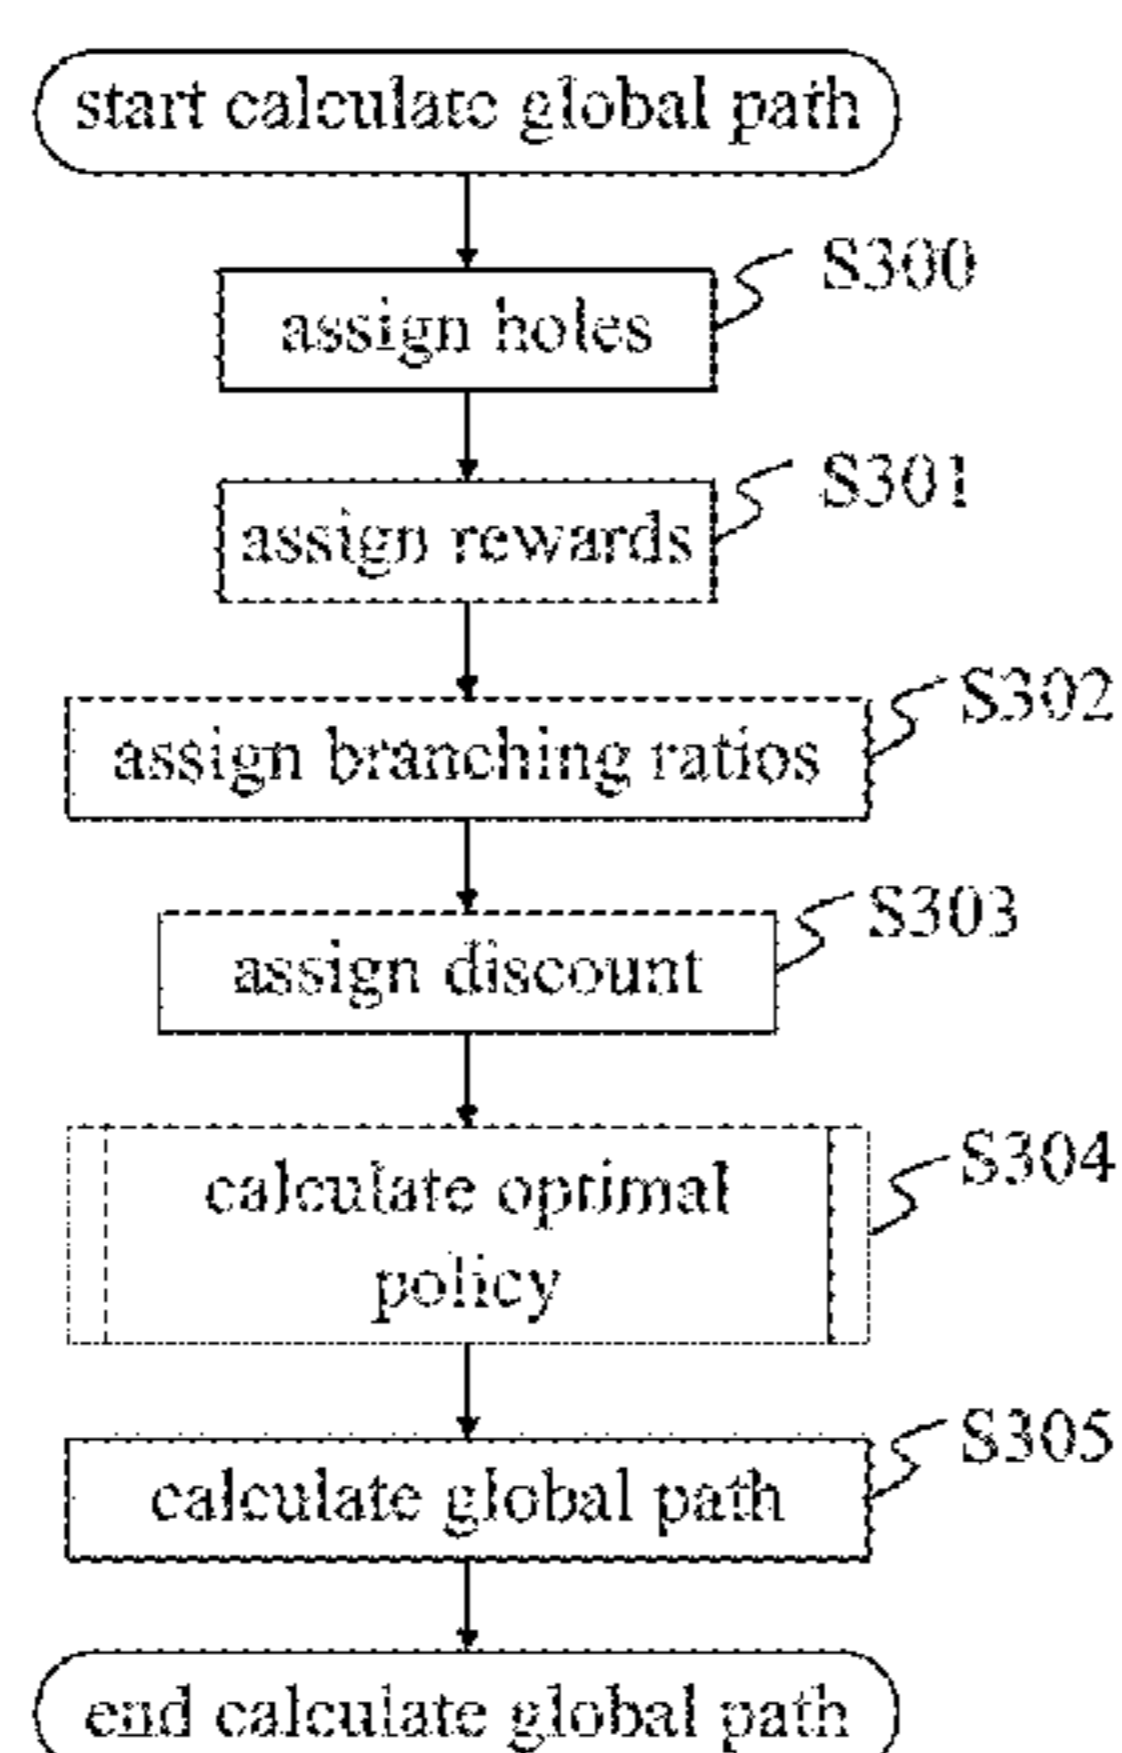 start calculate global path
S300
assign holes
S301
assign rewards
S302
assign branching ratios
S303
assign discount
S304
calculate optimal
policy
S305
calculate global path
end calculate global path